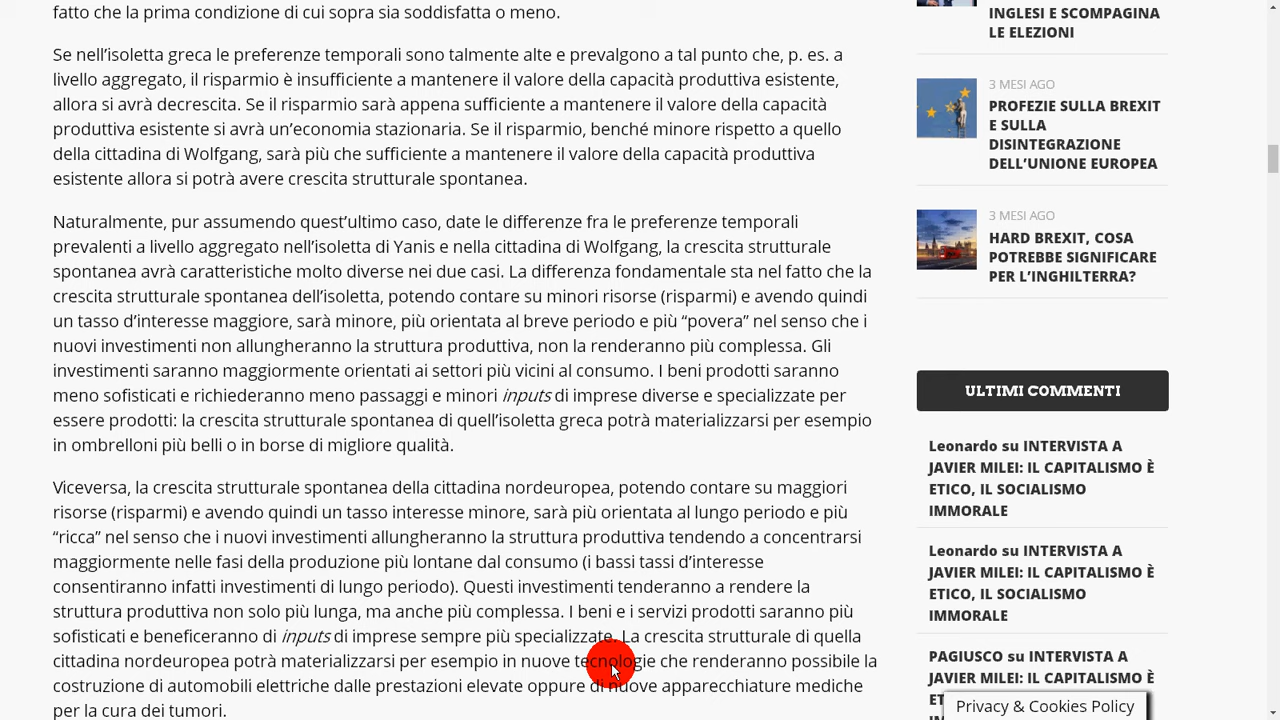 fatto che la prima condizione di cui sopra sia soddisfatta o meno.
Se nell’isoletta greca le preferenze temporali sono talmente alte e prevalgono a tal punto che, p. es. a
livello aggregato, il risparmio è insufficiente a mantenere il valore della capacità produttiva esistente,
allora si avrà decrescita. Se il risparmio sarà appena sufficiente a mantenere il valore della capacità
produttiva esistente si avrà un’economia stazionaria. Se il risparmio, benché minore rispetto a quello
della cittadina di Wolfgang, sarà più che sufficiente a mantenere il valore della capacità produttiva
esistente allora si potrà avere crescita strutturale spontanea.
Naturalmente, pur assumendo quest’ultimo caso, date le differenze fra le preferenze temporali
prevalenti a livello aggregato nell’isoletta di Yanis e nella cittadina di Wolfgang, la crescita strutturale
spontanea avrà caratteristiche molto diverse nei due casi. La differenza fondamentale sta nel fatto che la
crescita strutturale spontanea dell’isoletta, potendo contare su minori risorse (risparmi) e avendo quindi
un tasso d’interesse maggiore, sarà minore, più orientata al breve periodo e più “povera” nel senso che i
nuovi investimenti non allungheranno la struttura produttiva, non la renderanno più complessa. Gli
investimenti saranno maggiormente orientati ai settori più vicini al consumo. I beni prodotti saranno
meno sofisticati e richiederanno meno passaggi e minori inputs di imprese diverse e specializzate per
essere prodotti: la crescita strutturale spontanea di quell’isoletta greca potrà materializzarsi per esempio
in ombrelloni più belli o in borse di migliore qualità.
Viceversa, la crescita strutturale spontanea della cittadina nordeuropea, potendo contare su maggiori
risorse (risparmi) e avendo quindi un tasso interesse minore, sarà più orientata al lungo periodo e più
“ricca” nel senso che i nuovi investimenti allungheranno la struttura produttiva tendendo a concentrarsi
maggiormente nelle fasi della produzione più lontane dal consumo (i bassi tassi d’interesse
consentiranno infatti investimenti di lungo periodo). Questi investimenti tenderanno a rendere la
struttura produttiva non solo più lunga, ma anche più complessa. I beni e i servizi prodotti saranno più
sofisticati e beneficeranno di inputs di imprese sempre più specializzate. La crescita strutturale di quella
cittadina nordeuropea potrà materializzarsi per esempio in nuove tecnologie che renderanno possibile la
costruzione di automobili elettriche dalle prestazioni elevate oppure di nuove apparecchiature mediche
per la cura dei tumori.
INGLESI E SCOMPAGINA
LE ELEZIONI
3 MESI AGO
PROFEZIE SULLA BREXIT
E SULLA
DISINTEGRAZIONE
DELL’UNIONE EUROPEA
3 MESI AGO
HARD BREXIT, COSA
POTREBBE SIGNIFICARE
PER L’INGHILTERRA?
ULTIMI COMMENTI
Leonardo su INTERVISTA A
JAVIER MILEI: IL CAPITALISMO È
ETICO, IL SOCIALISMO
IMMORALE
Leonardo su INTERVISTA A
JAVIER MILEI: IL CAPITALISMO È
ETICO, IL SOCIALISMO
IMMORALE
PAGIUSCO su INTERVISTA A
JAVIER MILEI: IL CAPITALISMO È
Privacy & Cookies Policy